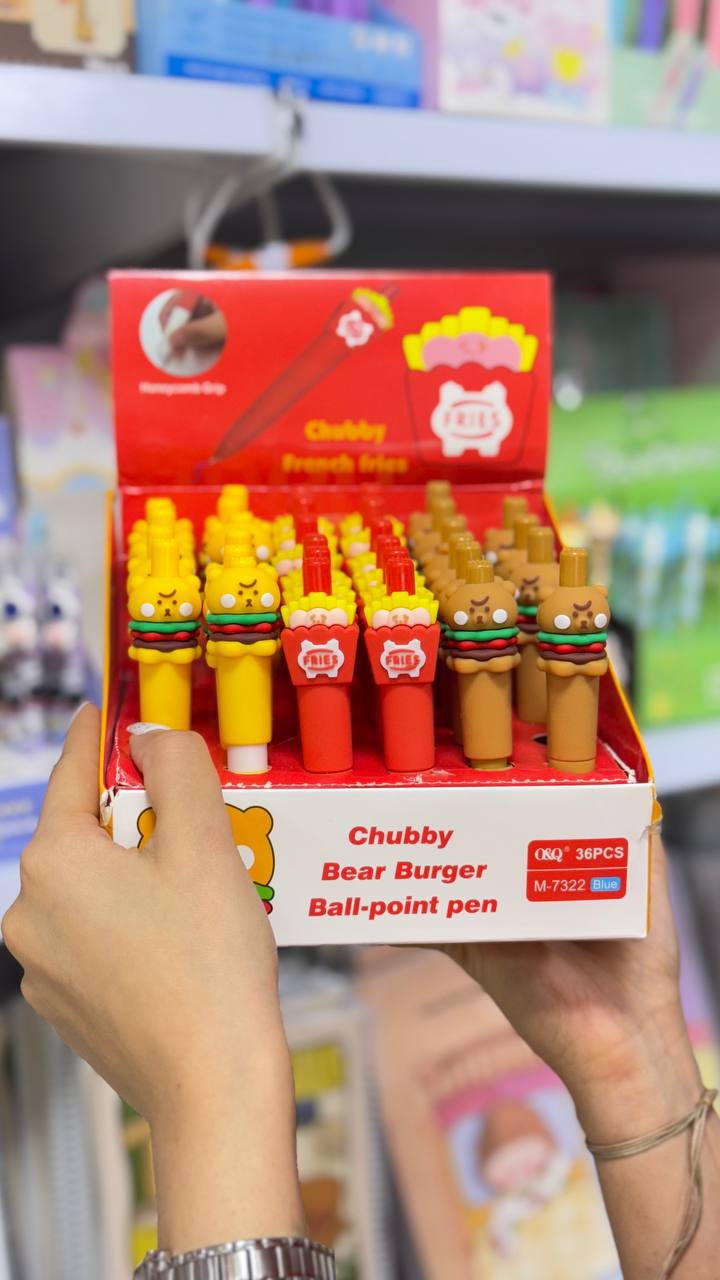 Honeycomb Grip
FRIES
Chubby
French fries
FRIES
FRIES
Chubby
Bear Burger
Ball-point pen
O&Q® 36PCS
M-7322 Blue